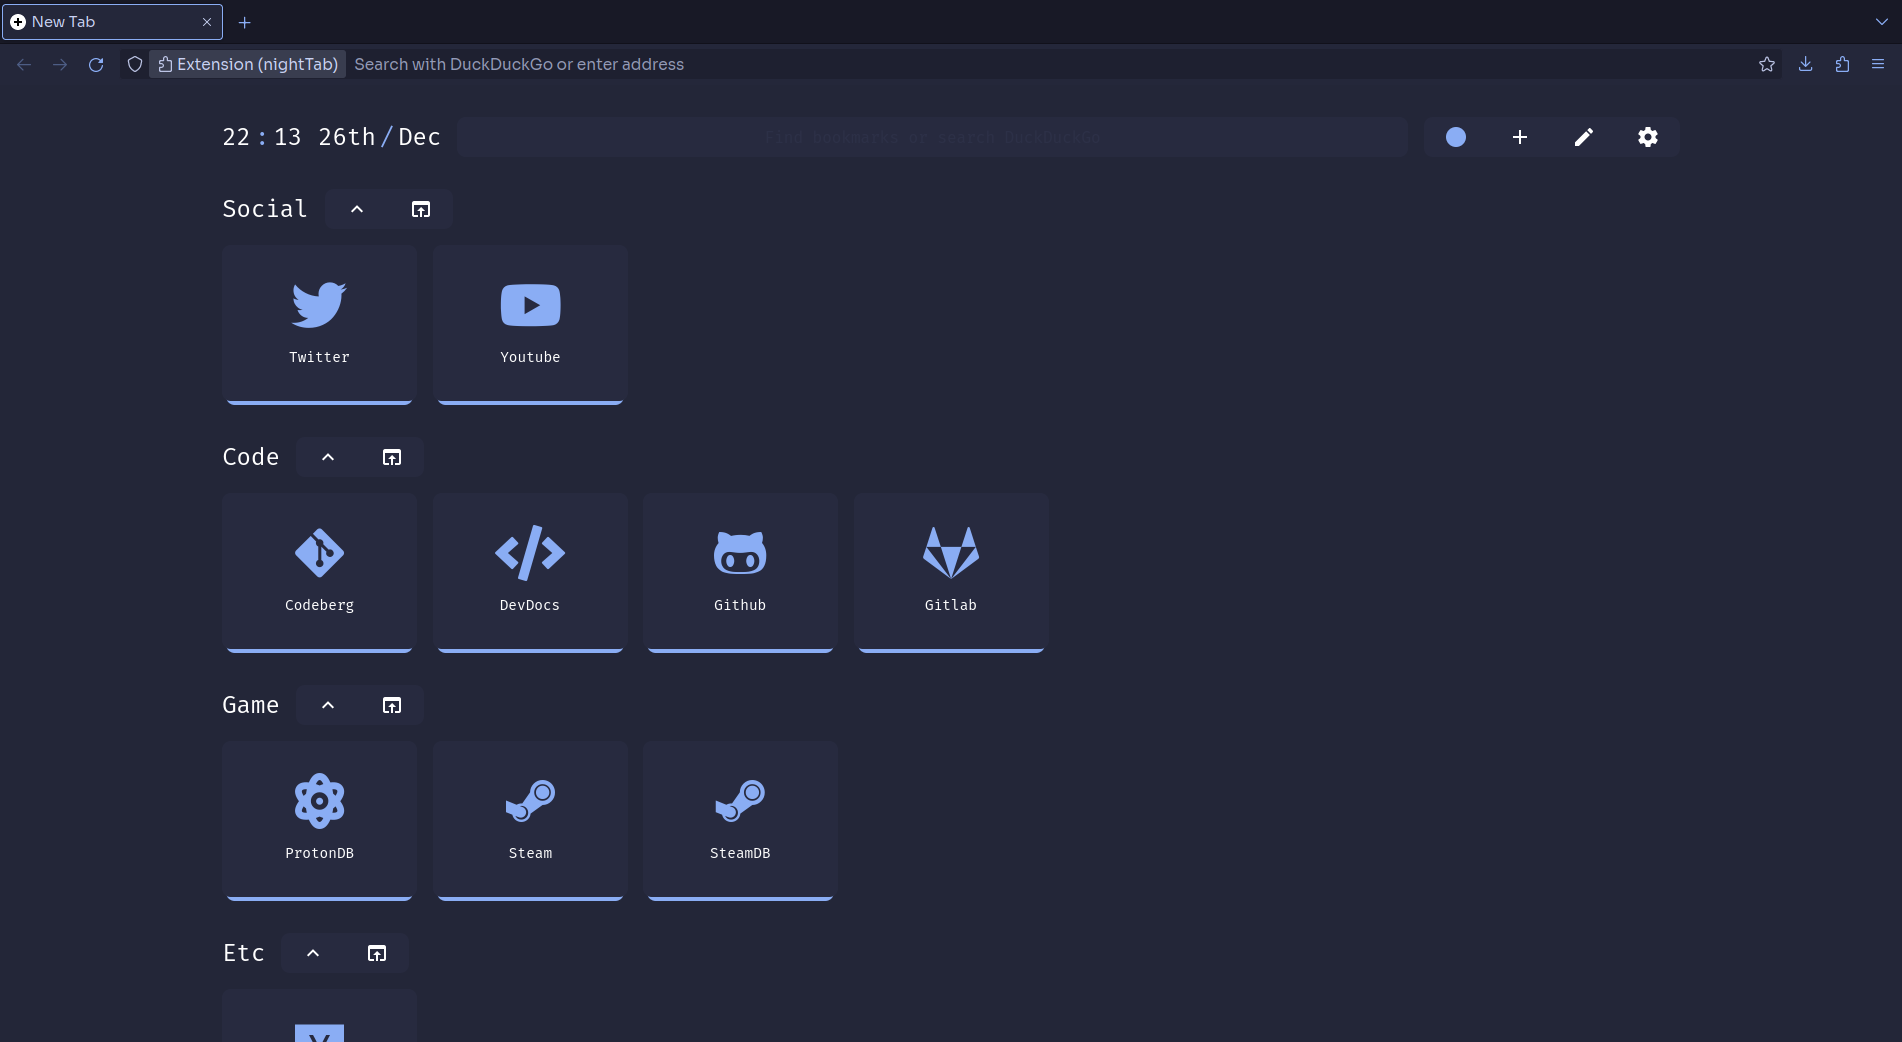 New Tab
Extension (nightTab) Search with DuckDuckGo or enter address
22:13 26th/Dec Find bookmarks or search DuckDuckGo
Social
Twitter Youtube
Code
Codeberg DevDocs Github Gitlab
Game
ProtonDB Steam SteamDB
Etc